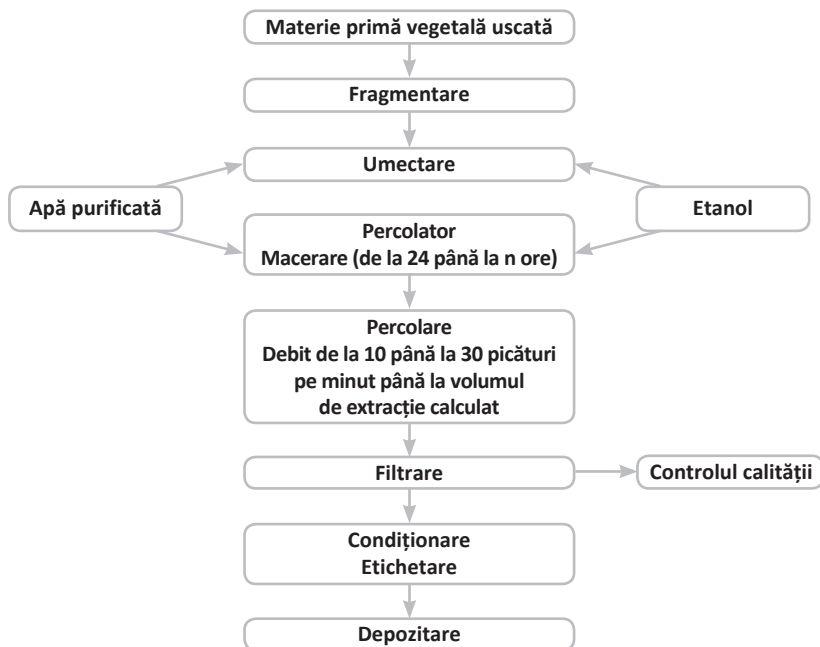 Materie primă vegetală uscată
Fragmentare
Umectare
Apă purificată
Etanol
Percolator
Macerare (de la 24 până la n ore)
Percolare
Debit de la 10 până la 30 picături
pe minut până la volumul
de extracție calculat
Filtrare
Controlul calității
Condiționare
Etichetare
Depozitare